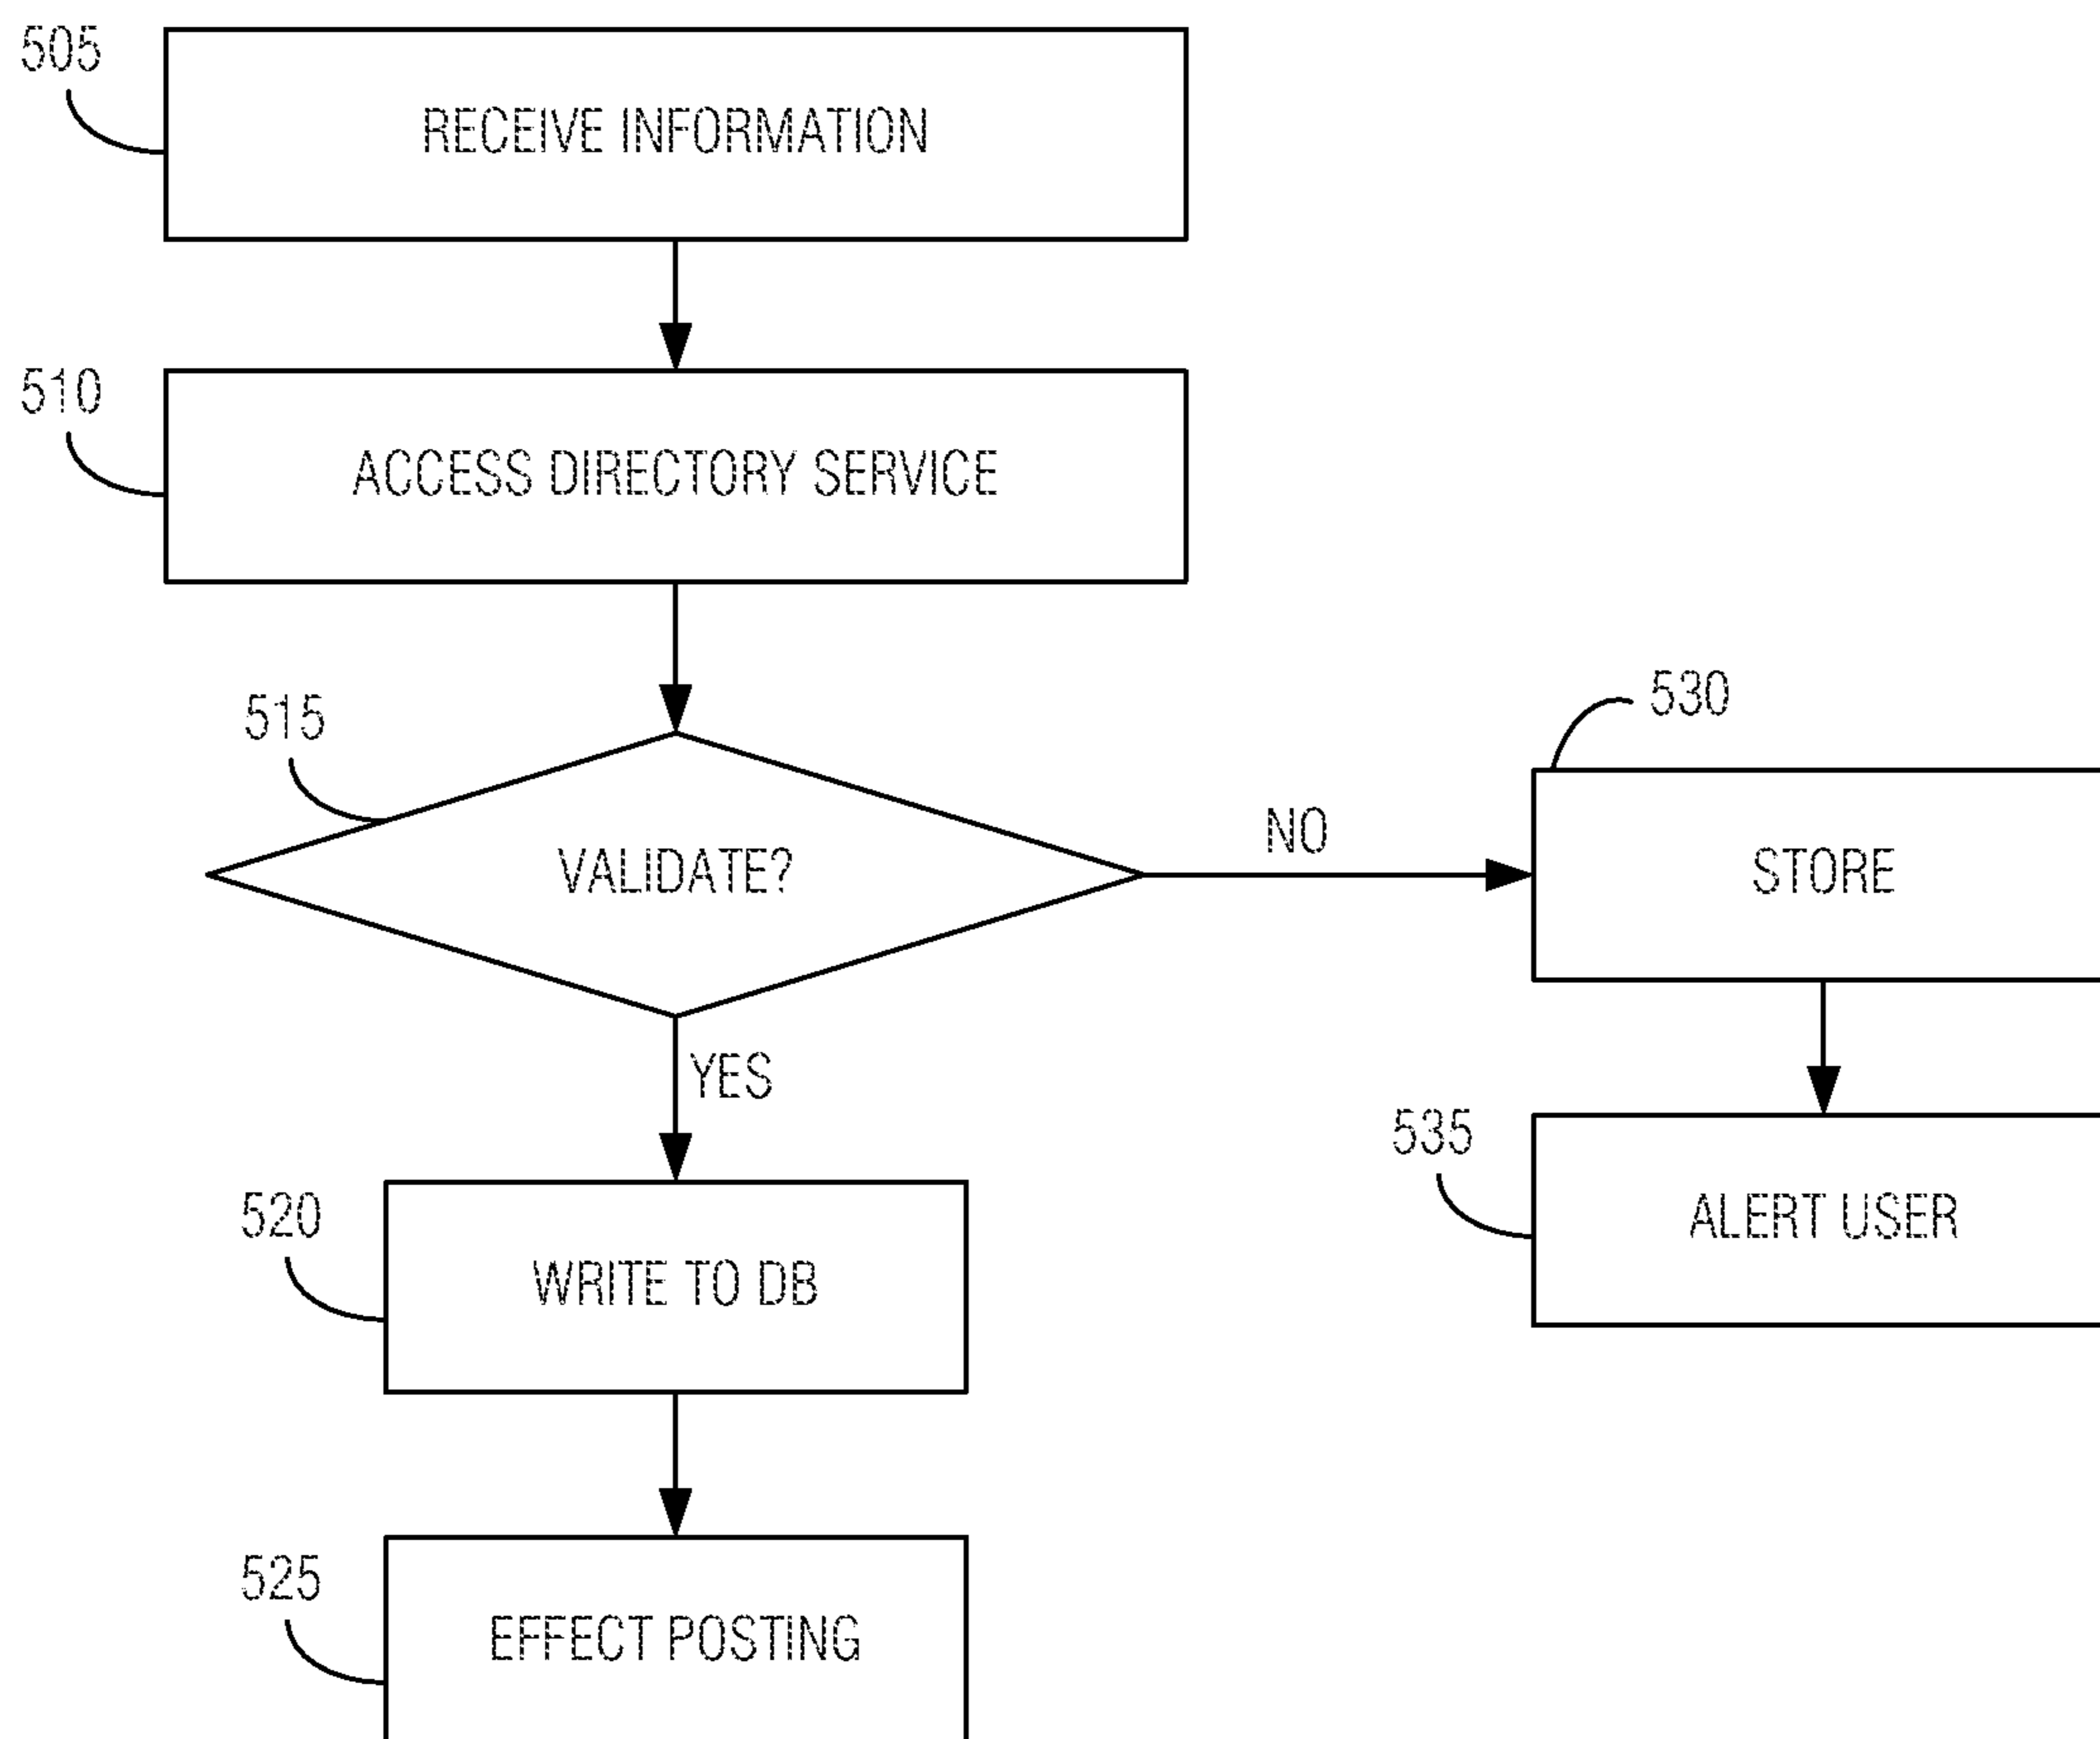 505
RECEIVE INFORMATION
510
ACCESS DIRECTORY SERVICE
515
VALIDATE?
NO
530
STORE
YES
535
ALERT USER
520
WRITE TO DB
525
EFFECT POSTING